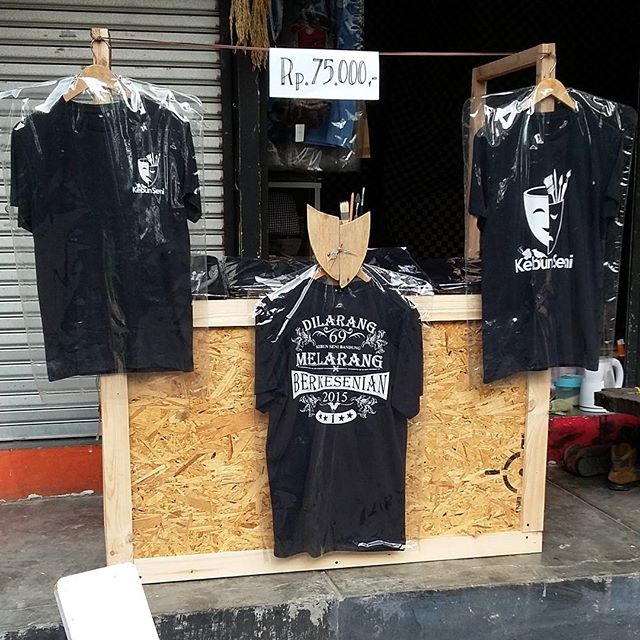 Rp. 75.000,-
KebunSeni
KebunSeni
DILARANG
69
KEBUN SENI BANDUNG
MELARANG
BERKESENIAN
2015